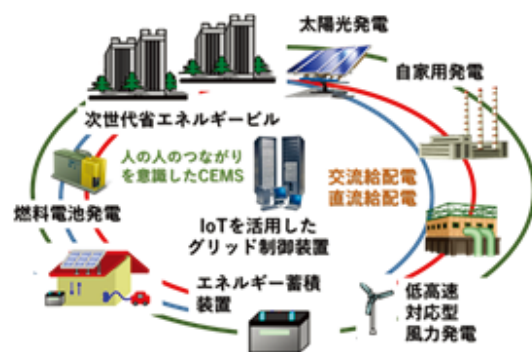 太陽光発電
自家用発電
次世代省エネルギービル
人の人のつながり
を意識したCEMS
交流給配電
直流給配電
燃料電池発電
IoTを活用した
グリッド制御装置
エネルギー蓄積
装置
低高速
対応型
風力発電